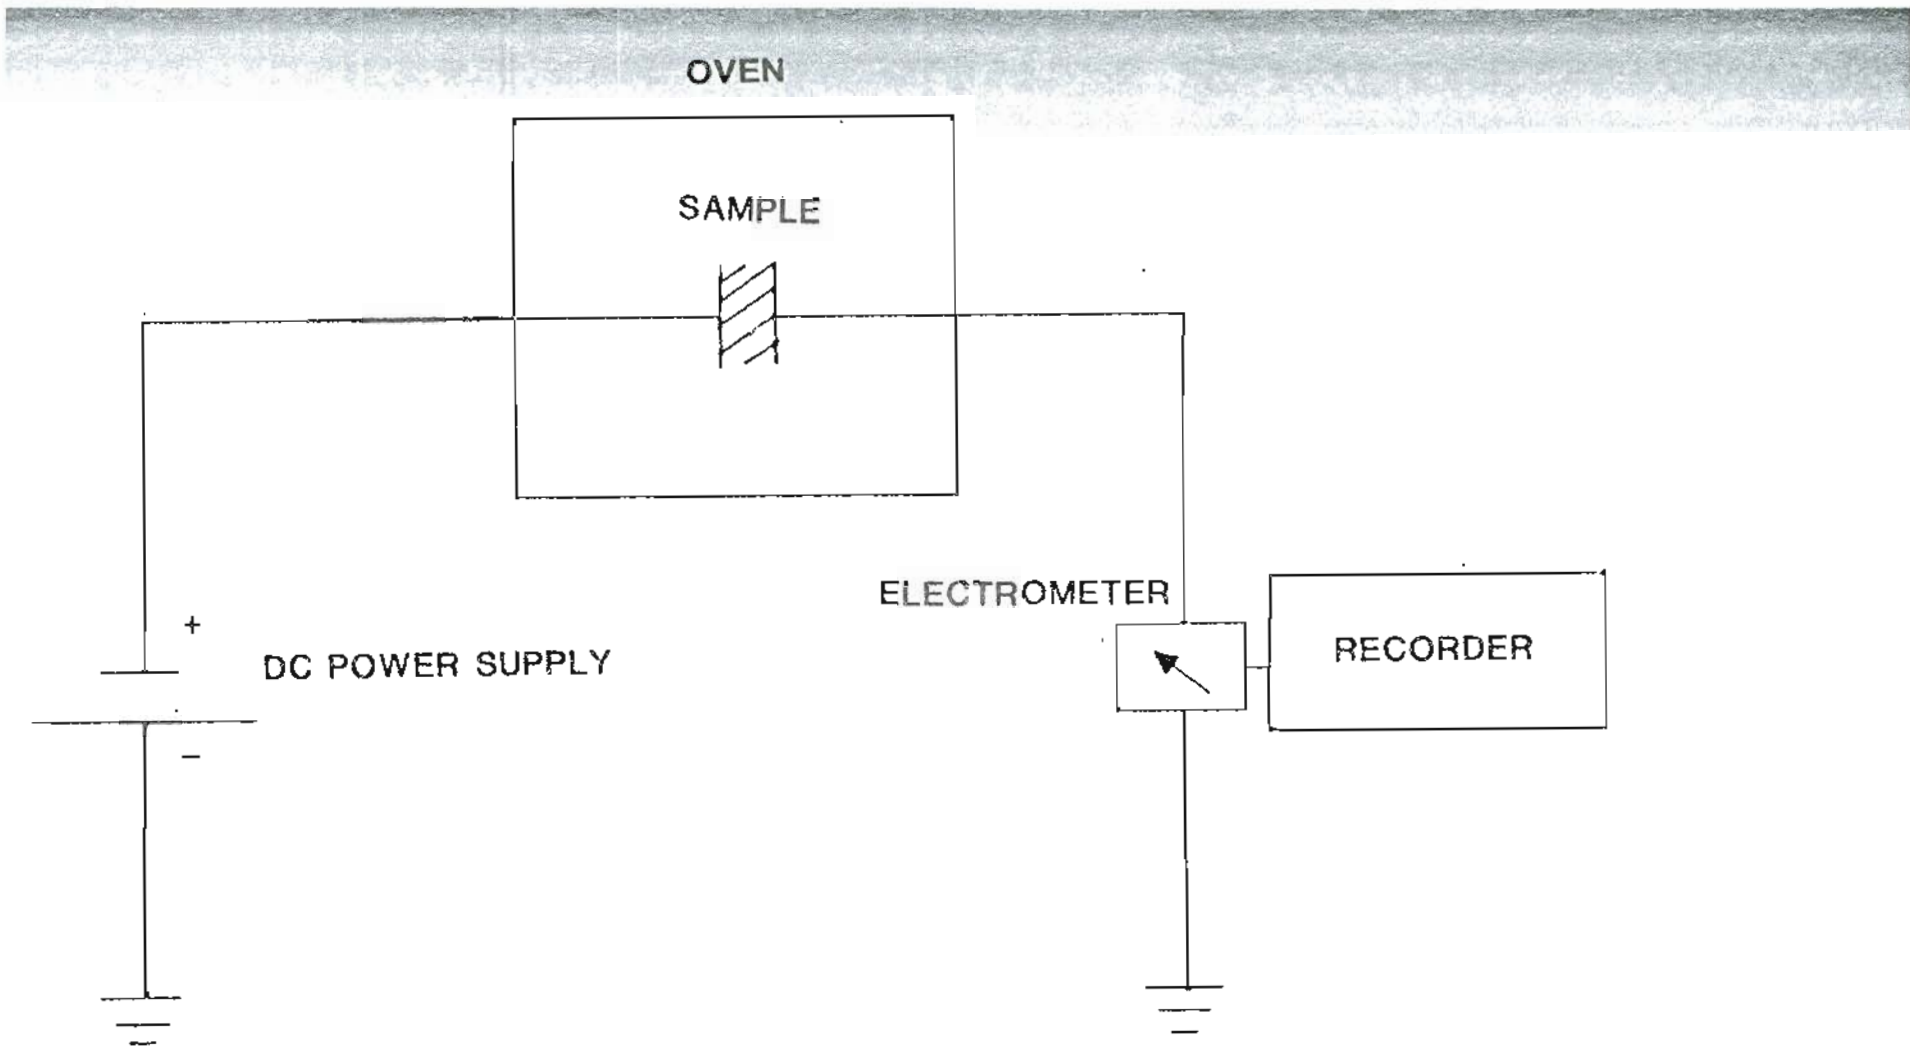 OVEN
SAMPLE
+
DC POWER SUPPLY
−
ELECTROMETER
RECORDER